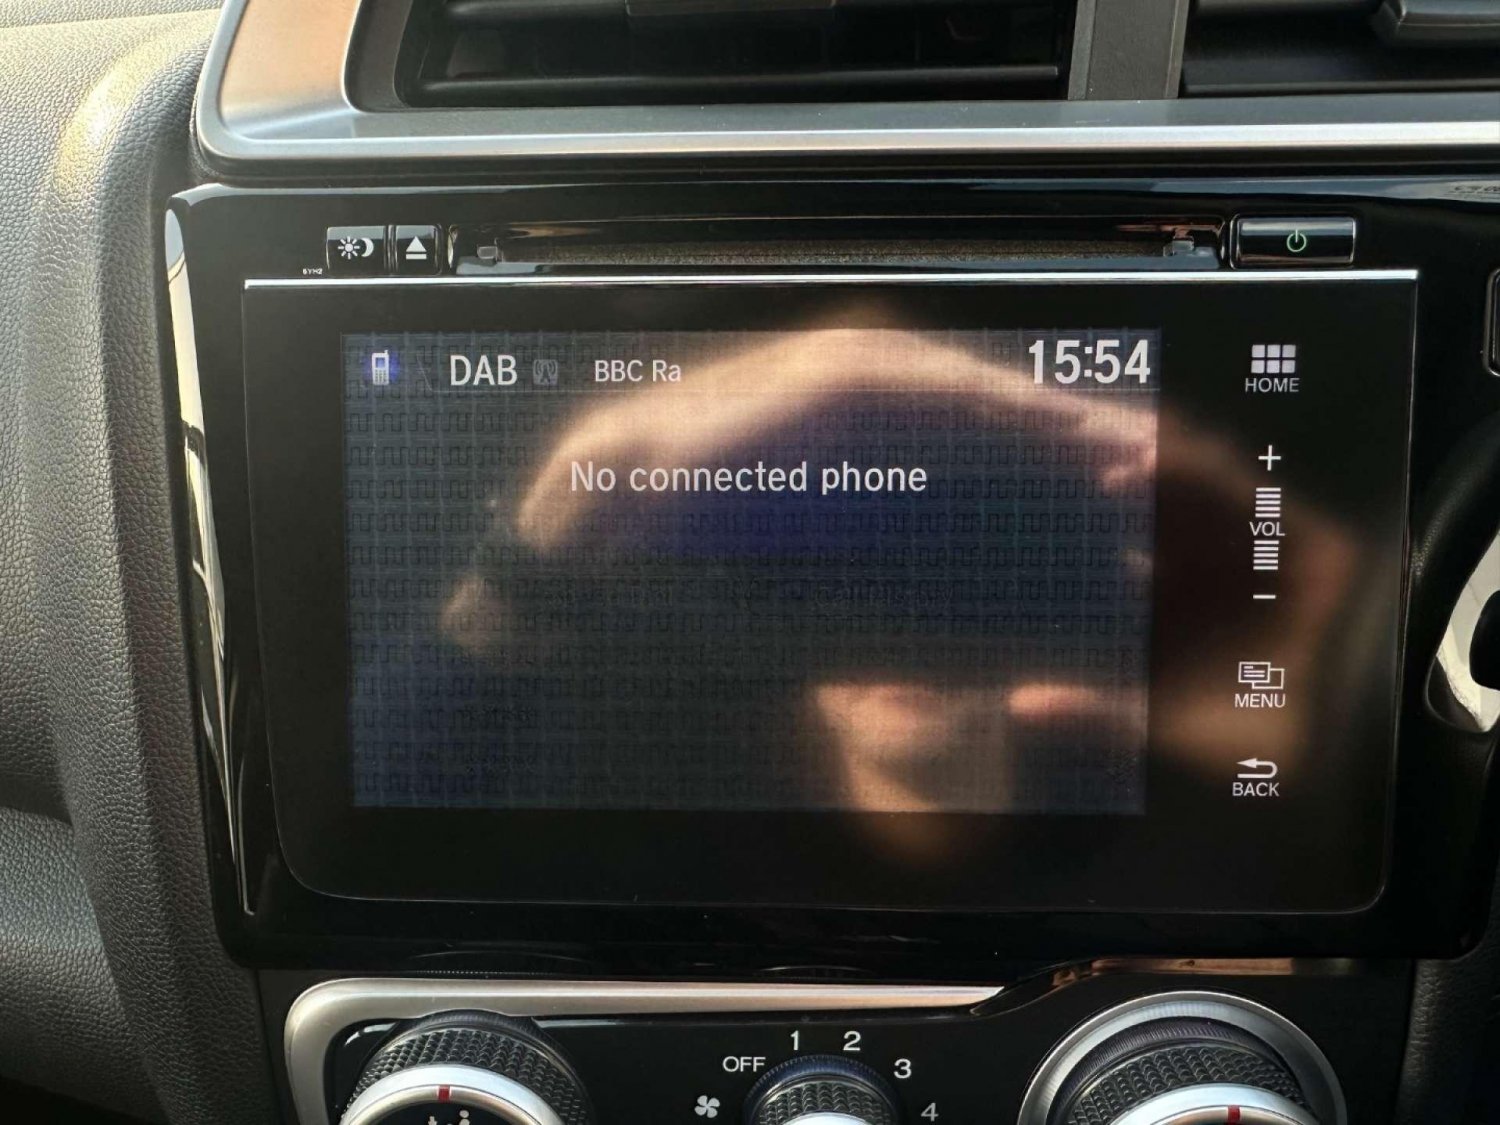 DAB BBC Ra 15:54
No connected phone
HOME
+
VOL
−
MENU
BACK
OFF 1 2 3 4